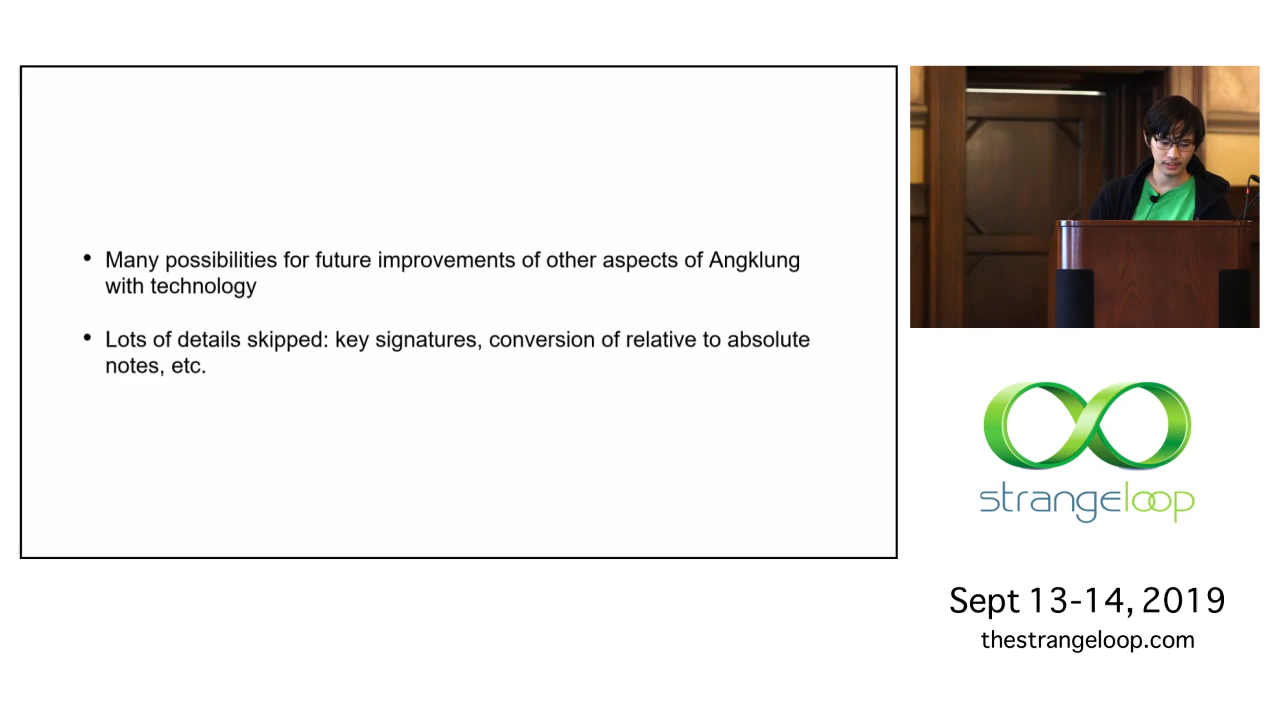 • Many possibilities for future improvements of other aspects of Angklung
with technology
• Lots of details skipped: key signatures, conversion of relative to absolute
notes, etc.
strangeloop
Sept 13-14, 2019
thestrangeloop.com